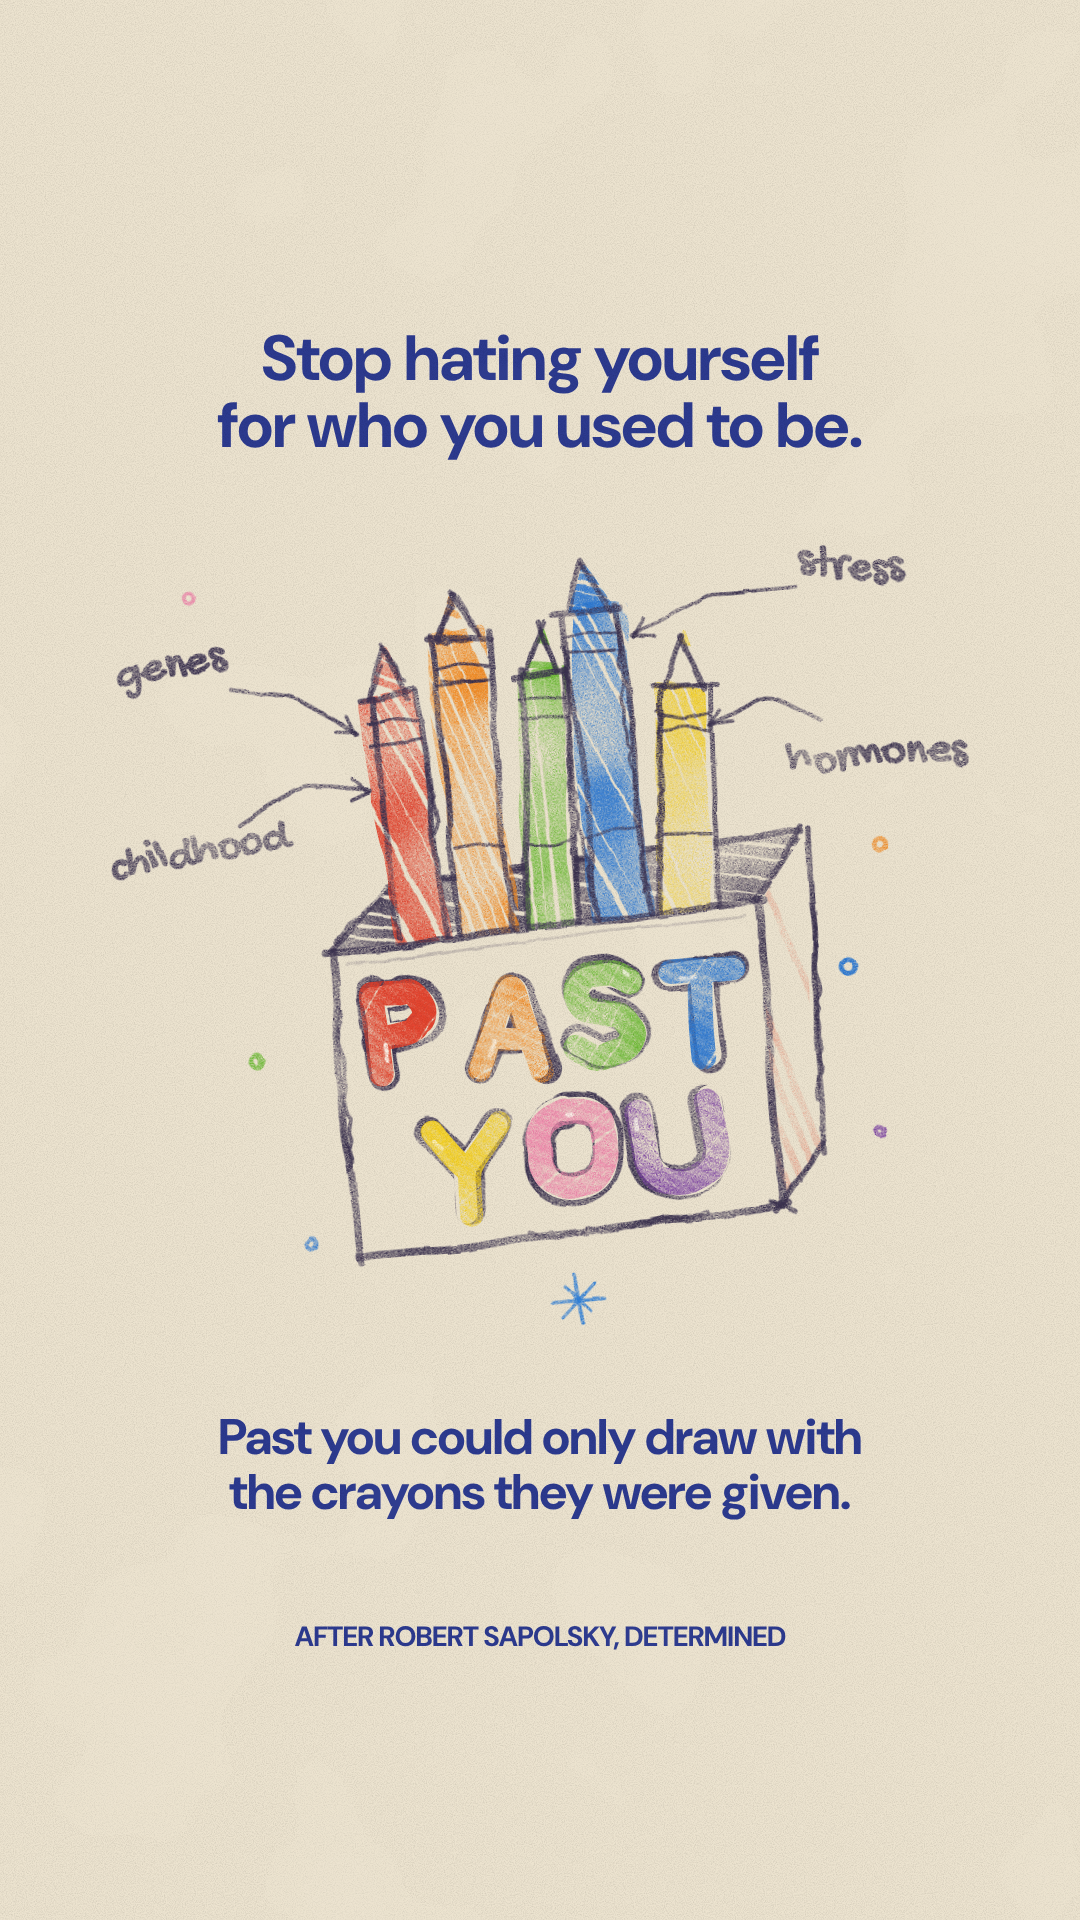 Stop hating yourself
for who you used to be.
stress
genes
hormones
childhood
PAST
YOU
Past you could only draw with
the crayons they were given.
AFTER ROBERT SAPOLSKY, DETERMINED